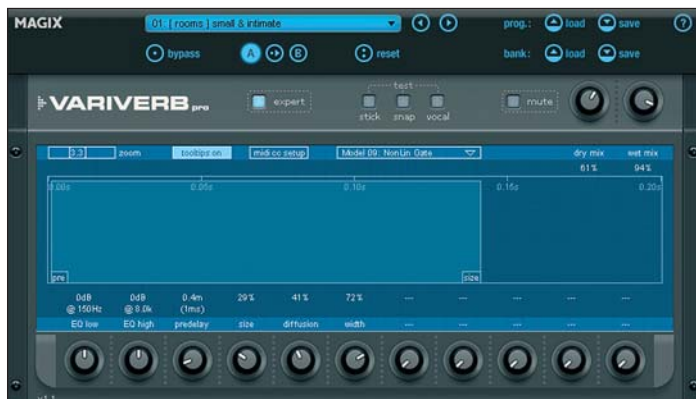 MAGIX
01: [ rooms ] small & intimate
prog.: load save ?
bypass A B reset
bank: load save
VARIVERB pro
expert
test
stick snap vocal
mute
3.3 zoom tooltips on midi cc setup Model 09: NonLin Gate dry mix wet mix
61% 94%
0.00s 0.05s 0.10s 0.15s 0.20s
pre size
0dB 0dB 0.4m 29% 41% 72% --- --- --- --- ---
@ 150Hz @ 8.0k (1ms)
EQ low EQ high predelay size diffusion width --- --- --- --- ---
v1.1